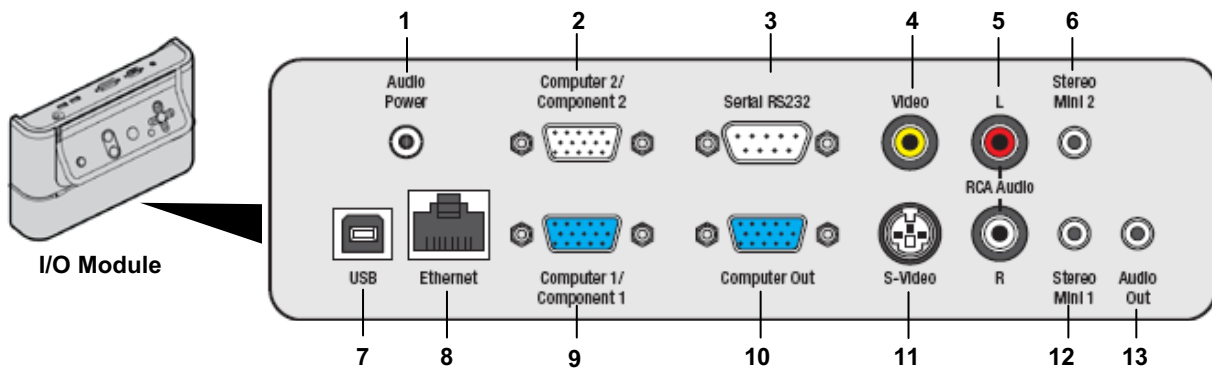 1 2 3 4 5 6
Audio
Power
Computer 2/
Component 2
Serial RS232
Video
L
Stereo
Mini 2
RCA Audio
I/O Module
USB
Ethernet
Computer 1/
Component 1
Computer Out
S-Video
R
Stereo
Mini 1
Audio
Out
7 8 9 10 11 12 13